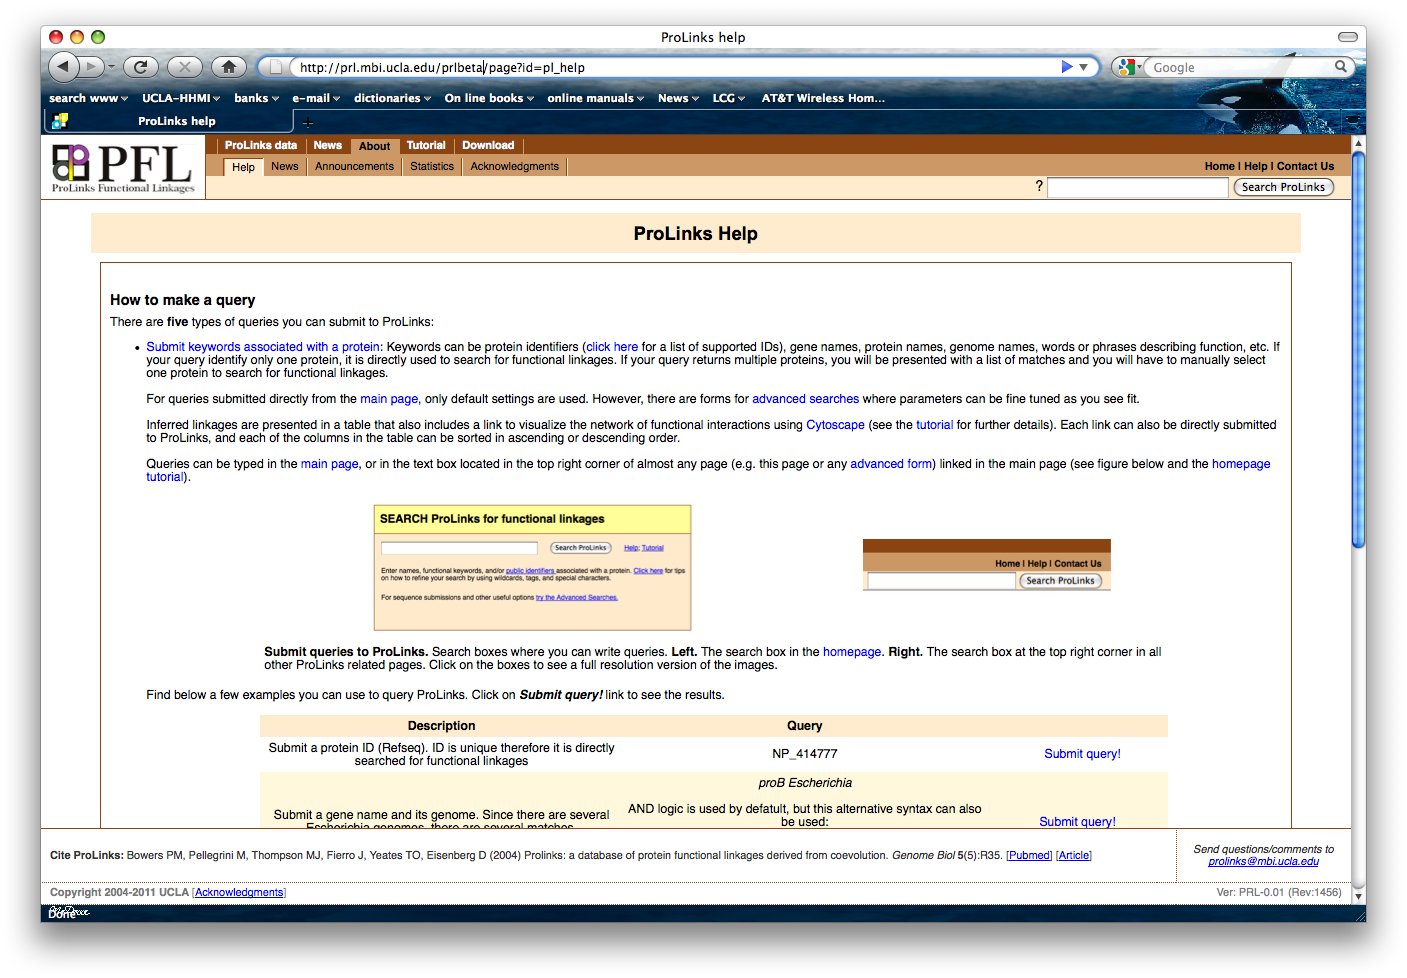 ProLinks help
http://prl.mbi.ucla.edu/prlbeta/page?id=pl_help
Google
search www UCLA-HHMI banks e-mail dictionaries On line books online manuals News LCG AT&T Wireless Hom...
ProLinks help
PFL
ProLinks Functional Linkages
ProLinks data News About Tutorial Download
Help News Announcements Statistics Acknowledgments
Home | Help | Contact Us
? Search ProLinks
ProLinks Help
How to make a query
There are five types of queries you can submit to ProLinks:
• Submit keywords associated with a protein: Keywords can be protein identifiers (click here for a list of supported IDs), gene names, protein names, genome names, words or phrases describing function, etc. If
your query identify only one protein, it is directly used to search for functional linkages. If your query returns multiple proteins, you will be presented with a list of matches and you will have to manually select
one protein to search for functional linkages.
For queries submitted directly from the main page, only default settings are used. However, there are forms for advanced searches where parameters can be fine tuned as you see fit.
Inferred linkages are presented in a table that also includes a link to visualize the network of functional interactions using Cytoscape (see the tutorial for further details). Each link can also be directly submitted
to ProLinks, and each of the columns in the table can be sorted in ascending or descending order.
Queries can be typed in the main page, or in the text box located in the top right corner of almost any page (e.g. this page or any advanced form) linked in the main page (see figure below and the homepage
tutorial).
SEARCH ProLinks for functional linkages
Search ProLinks Help; Tutorial
Enter names, functional keywords, and/or public identifiers associated with a protein. Click here for tips
on how to refine your search by using wildcards, tags, and special characters.
For sequence submissions and other useful options try the Advanced Searches.
Home | Help | Contact Us
Search ProLinks
Submit queries to ProLinks. Search boxes where you can write queries. Left. The search box in the homepage. Right. The search box at the top right corner in all
other ProLinks related pages. Click on the boxes to see a full resolution version of the images.
Find below a few examples you can use to query ProLinks. Click on Submit query! link to see the results.
Description Query
Submit a protein ID (Refseq). ID is unique therefore it is directly
searched for functional linkages
NP_414777
Submit query!
proB Escherichia
Submit a gene name and its genome. Since there are several
Escherichia genomes, there are several matches
AND logic is used by defatult, but this alternative syntax can also
be used:
Submit query!
Cite ProLinks: Bowers PM, Pellegrini M, Thompson MJ, Fierro J, Yeates TO, Eisenberg D (2004) Prolinks: a database of protein functional linkages derived from coevolution. Genome Biol 5(5):R35. [Pubmed] [Article]
Send questions/comments to
prolinks@mbi.ucla.edu
Copyright 2004-2011 UCLA [Acknowledgments]
Ver: PRL-0.01 (Rev:1456)
Done